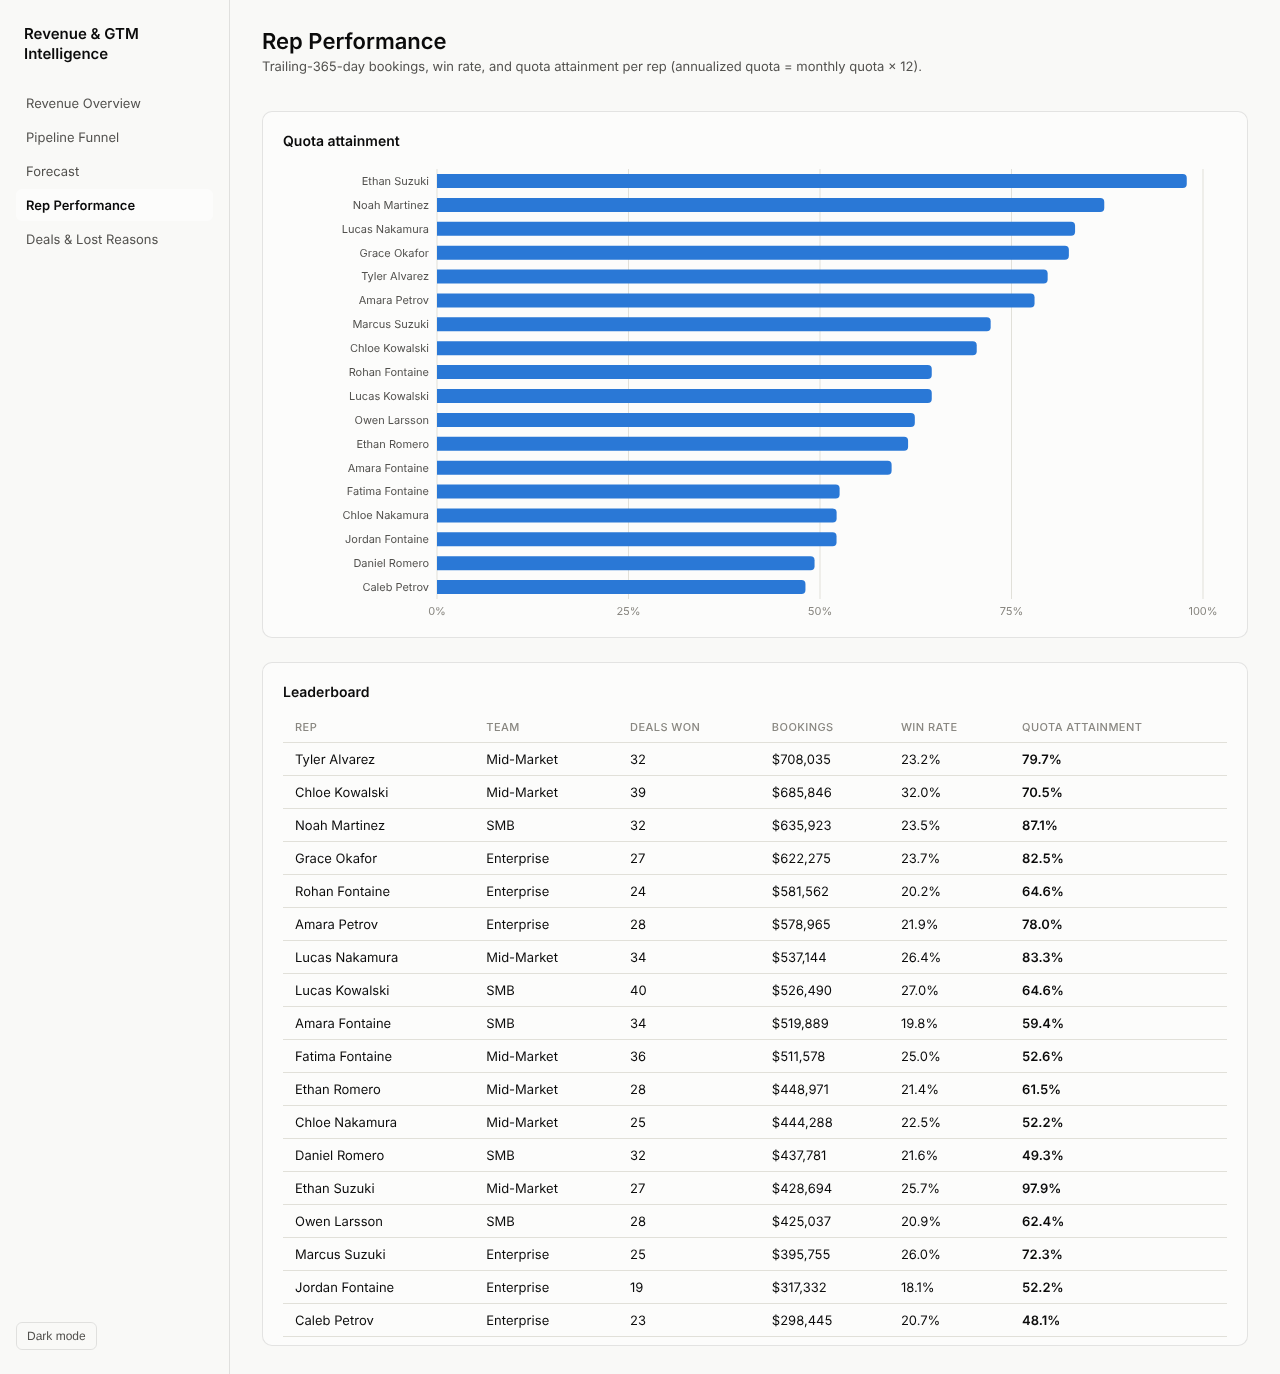 Revenue & GTM
Intelligence
Revenue Overview
Pipeline Funnel
Forecast
Rep Performance
Deals & Lost Reasons
Dark mode
Rep Performance
Trailing-365-day bookings, win rate, and quota attainment per rep (annualized quota = monthly quota × 12).
Quota attainment
Ethan Suzuki
Noah Martinez
Lucas Nakamura
Grace Okafor
Tyler Alvarez
Amara Petrov
Marcus Suzuki
Chloe Kowalski
Rohan Fontaine
Lucas Kowalski
Owen Larsson
Ethan Romero
Amara Fontaine
Fatima Fontaine
Chloe Nakamura
Jordan Fontaine
Daniel Romero
Caleb Petrov
0% 25% 50% 75% 100%
Leaderboard
REP TEAM DEALS WON BOOKINGS WIN RATE QUOTA ATTAINMENT
Tyler Alvarez Mid-Market 32 $708,035 23.2% 79.7%
Chloe Kowalski Mid-Market 39 $685,846 32.0% 70.5%
Noah Martinez SMB 32 $635,923 23.5% 87.1%
Grace Okafor Enterprise 27 $622,275 23.7% 82.5%
Rohan Fontaine Enterprise 24 $581,562 20.2% 64.6%
Amara Petrov Enterprise 28 $578,965 21.9% 78.0%
Lucas Nakamura Mid-Market 34 $537,144 26.4% 83.3%
Lucas Kowalski SMB 40 $526,490 27.0% 64.6%
Amara Fontaine SMB 34 $519,889 19.8% 59.4%
Fatima Fontaine Mid-Market 36 $511,578 25.0% 52.6%
Ethan Romero Mid-Market 28 $448,971 21.4% 61.5%
Chloe Nakamura Mid-Market 25 $444,288 22.5% 52.2%
Daniel Romero SMB 32 $437,781 21.6% 49.3%
Ethan Suzuki Mid-Market 27 $428,694 25.7% 97.9%
Owen Larsson SMB 28 $425,037 20.9% 62.4%
Marcus Suzuki Enterprise 25 $395,755 26.0% 72.3%
Jordan Fontaine Enterprise 19 $317,332 18.1% 52.2%
Caleb Petrov Enterprise 23 $298,445 20.7% 48.1%